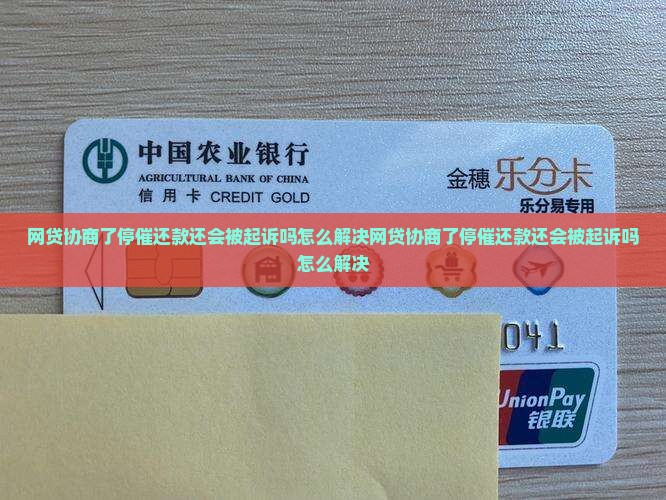 中国农业银行
AGRICULTURAL BANK OF CHINA
信用卡 CREDIT GOLD
金穗 乐分卡
乐分易专用
网贷协商了停催还款还会被起诉吗怎么解决网贷协商了停催还款还会被起诉吗
怎么解决
041
UnionPay
银联